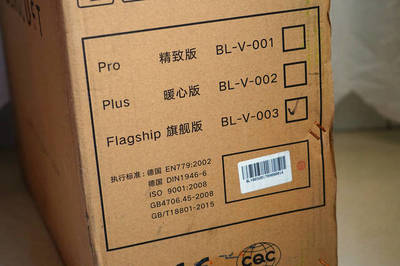 Pro 精致版 BL-V-001
Plus 暖心版 BL-V-002
Flagship 旗舰版 BL-V-003
执行标准: 德国 EN779:2002
德国 DIN1946-6
ISO 9001:2008
GB4706.45-2008
GB/T18801-2015
CQC